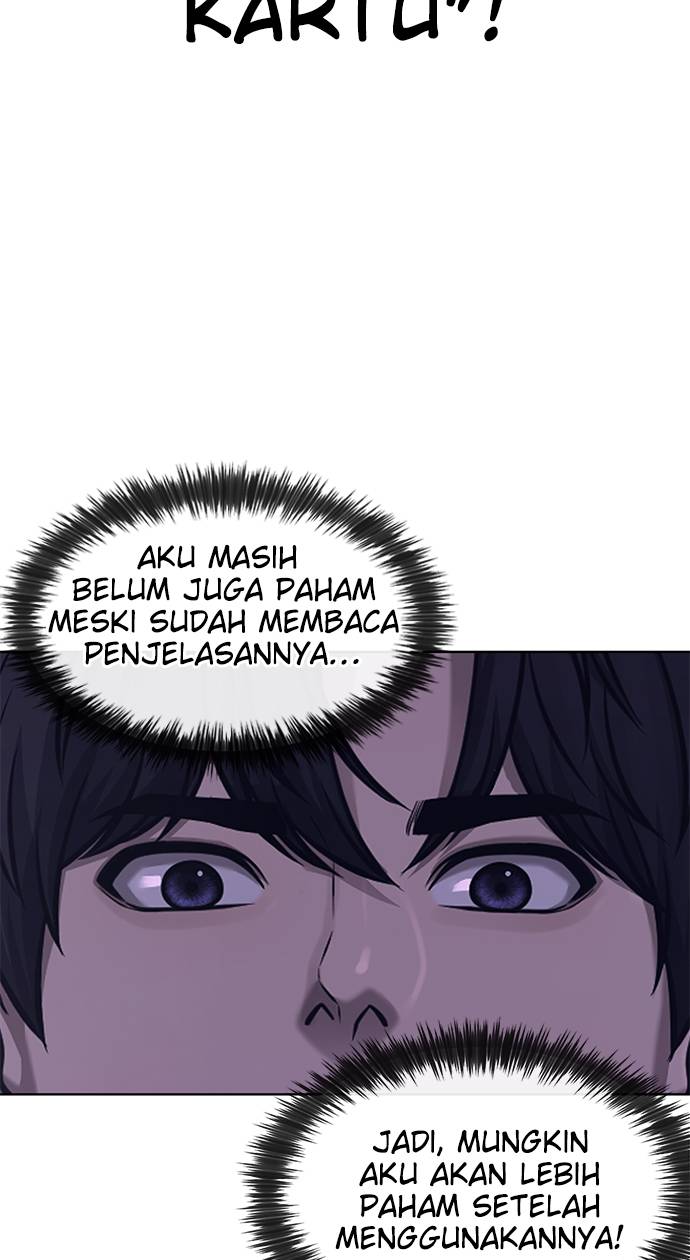 KARTU"!
AKU MASIH
BELUM JUGA PAHAM
MESKI SUDAH MEMBACA
PENJELASANNYA...
JADI, MUNGKIN
AKU AKAN LEBIH
PAHAM SETELAH
MENGGUNAKANNYA!